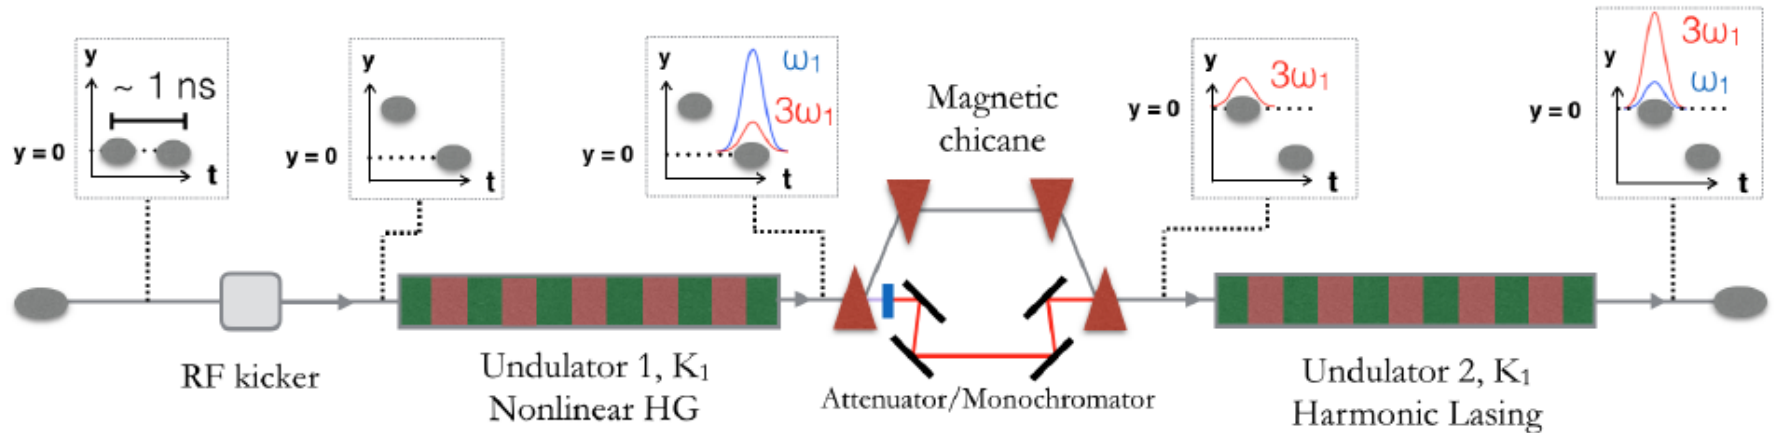 y
~ 1 ns
y = 0
t
y
y = 0
t
y
ω1
3ω1
y = 0
t
Magnetic
chicane
y
3ω1
y = 0
t
3ω1
y
ω1
y = 0
t
RF kicker
Undulator 1, K1
Nonlinear HG
Attenuator/Monochromator
Undulator 2, K1
Harmonic Lasing